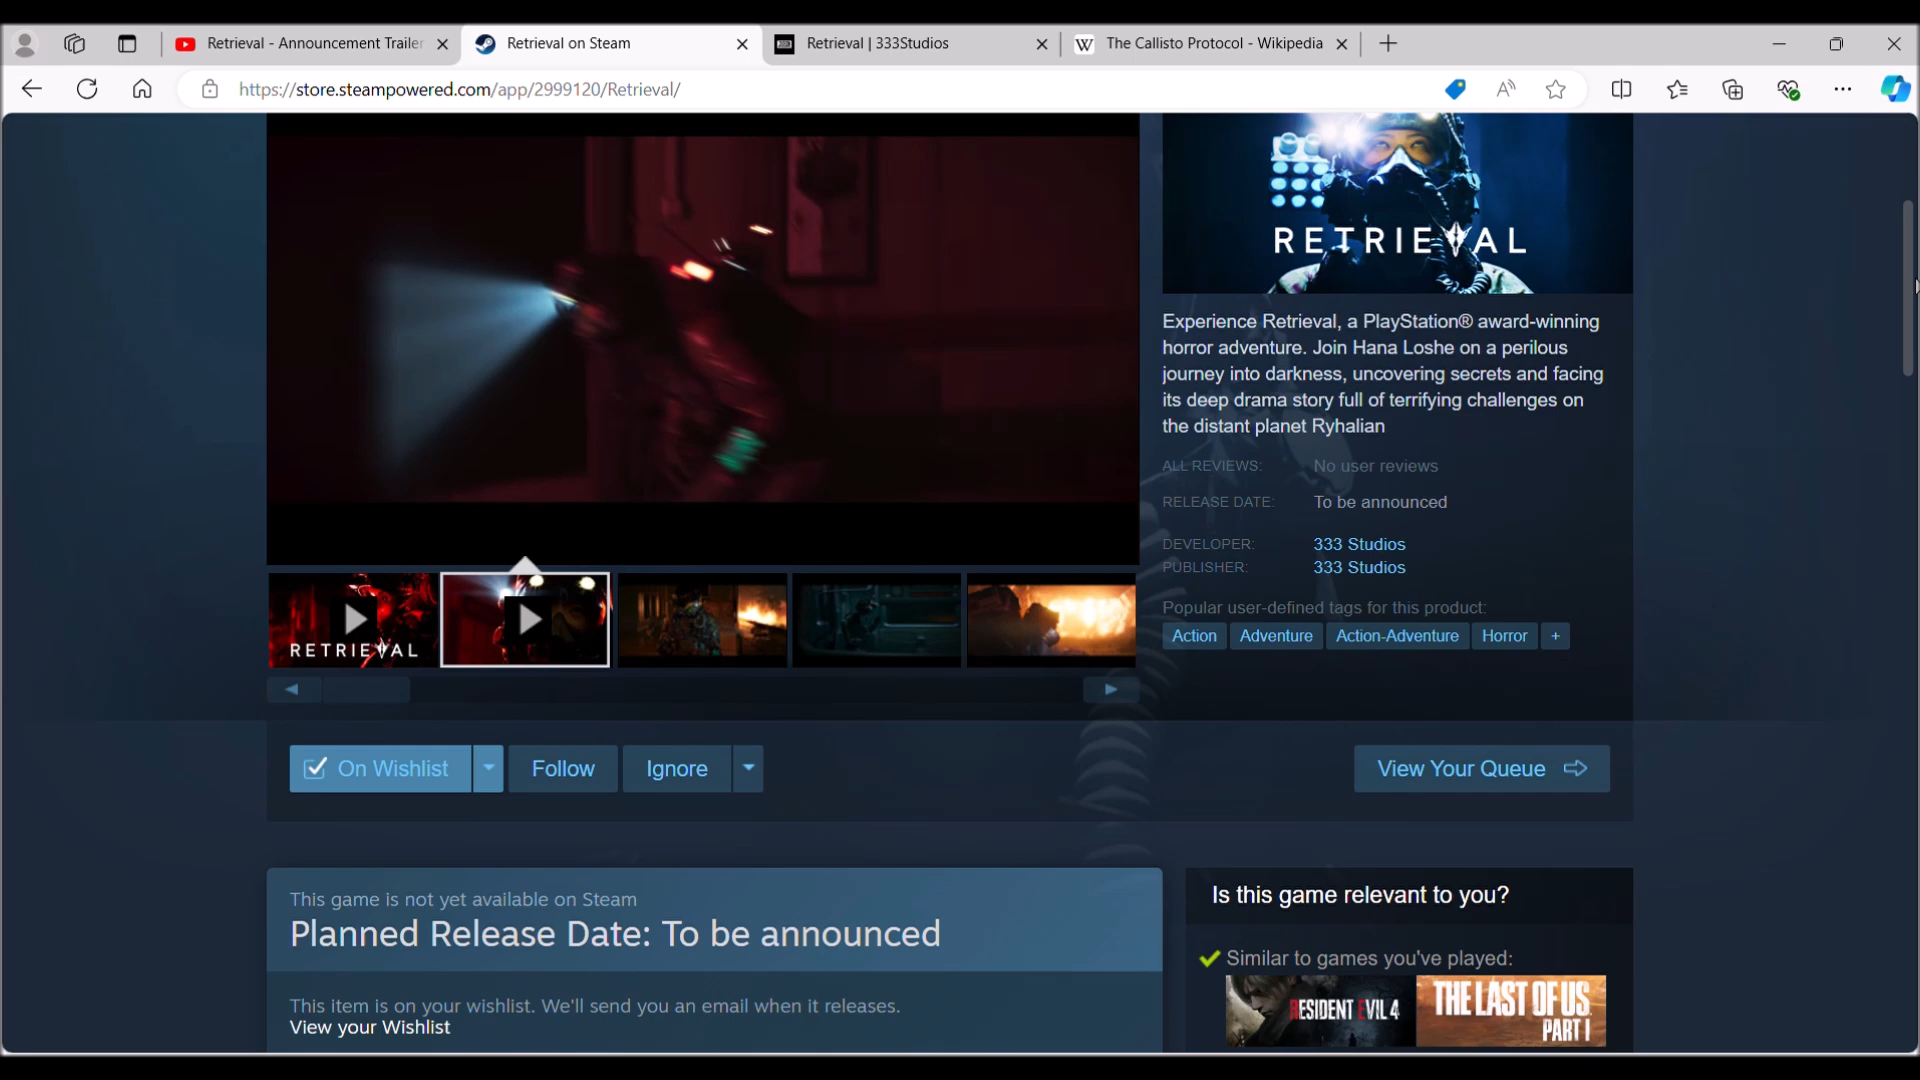 Retrieval - Announcement Trailer
Retrieval on Steam
Retrieval | 333Studios
The Callisto Protocol - Wikipedia
https://store.steampowered.com/app/2999120/Retrieval/
RETRIEVAL
Experience Retrieval, a PlayStation® award-winning
horror adventure. Join Hana Loshe on a perilous
journey into darkness, uncovering secrets and facing
its deep drama story full of terrifying challenges on
the distant planet Ryhalian
ALL REVIEWS: No user reviews
RELEASE DATE: To be announced
DEVELOPER: 333 Studios
PUBLISHER: 333 Studios
Popular user-defined tags for this product:
Action Adventure Action-Adventure Horror +
RETRIEVAL
On Wishlist Follow Ignore View Your Queue
This game is not yet available on Steam
Planned Release Date: To be announced
This item is on your wishlist. We'll send you an email when it releases.
View your Wishlist
Is this game relevant to you?
Similar to games you've played:
RESIDENT EVIL 4
THE LAST OF US
PART I